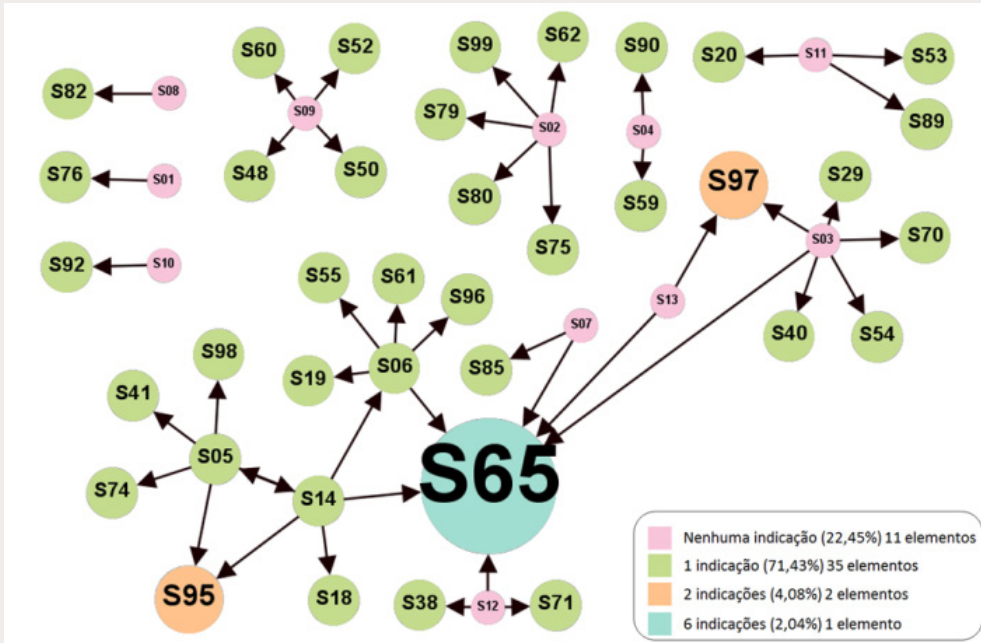 S62
S99
S90
S60
S52
S20
S11
S53
S82
S08
S09
S79
S02
S04
S89
S76
S01
S48
S50
S80
S59
S97
S29
S75
S03
S70
S92
S10
S55
S61
S96
S07
S13
S40
S54
S98
S19
S06
S85
S41
S05
S74
S14
S65
S95
S18
S38
S12
S71
Nenhuma indicação (22,45%) 11 elementos
1 indicação (71,43%) 35 elementos
2 indicações (4,08%) 2 elementos
6 indicações (2,04%) 1 elemento